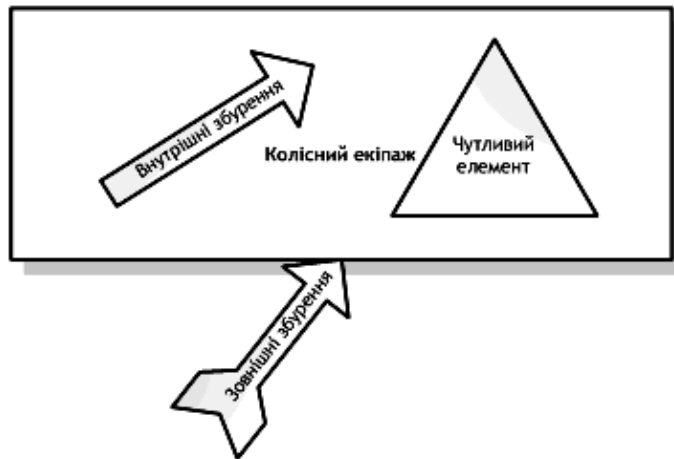 Внутрішні збурення
Колісний екіпаж
Чутливий
елемент
Зовнішні збурення